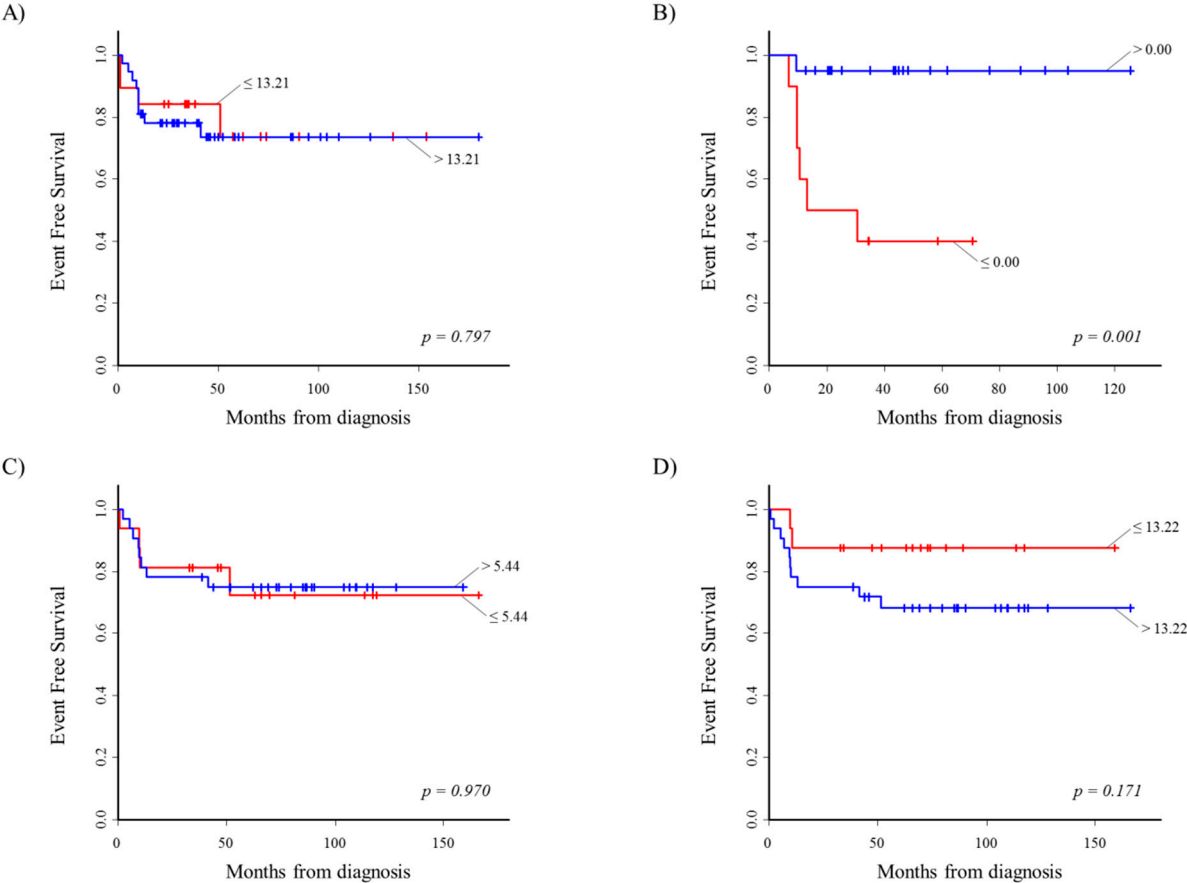 A)
Event Free Survival
1.0
0.8
0.6
0.4
0.2
0.0
≤ 13.21
> 13.21
p = 0.797
0 50 100 150
Months from diagnosis
B)
Event Free Survival
1.0
0.8
0.6
0.4
0.2
0.0
> 0.00
≤ 0.00
p = 0.001
0 20 40 60 80 100 120
Months from diagnosis
C)
Event Free Survival
1.0
0.8
0.6
0.4
0.2
0.0
> 5.44
≤ 5.44
p = 0.970
0 50 100 150
Months from diagnosis
D)
Event Free Survival
1.0
0.8
0.6
0.4
0.2
0.0
≤ 13.22
> 13.22
p = 0.171
0 50 100 150
Months from diagnosis